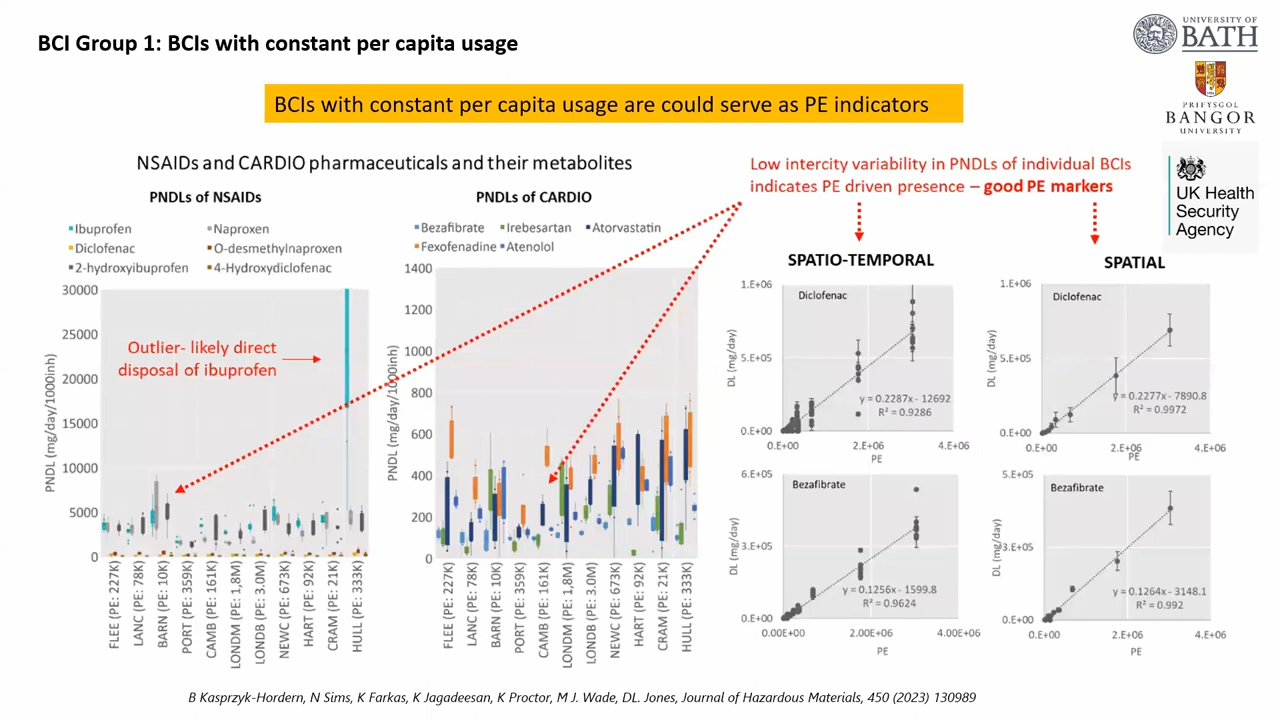 BCI Group 1: BCIs with constant per capita usage
UNIVERSITY OF
BATH
BCIs with constant per capita usage are could serve as PE indicators
PRIFYSGOL
BANGOR
UNIVERSITY
UK Health
Security
Agency
NSAIDs and CARDIO pharmaceuticals and their metabolites
Low intercity variability in PNDLs of individual BCIs
indicates PE driven presence – good PE markers
PNDLs of NSAIDs
Ibuprofen
Naproxen
Diclofenac
O-desmethylnaproxen
2-hydroxyibuprofen
4-Hydroxydiclofenac
PNDL (mg/day/1000inh)
30000
25000
20000
15000
10000
5000
0
Outlier- likely direct
disposal of ibuprofen
FLEE (PE: 227K)
LANC (PE: 78K)
BARN (PE: 10K)
PORT (PE: 359K)
CAMB (PE: 161K)
LONDM (PE: 1,8M)
LONDB (PE: 3.0M)
NEWC (PE: 673K)
HART (PE: 92K)
CRAM (PE: 21K)
HULL (PE: 333K)
PNDLs of CARDIO
Bezafibrate
Irebesartan
Atorvastatin
Fexofenadine
Atenolol
PNDL (mg/day/1000inh)
1400
1200
1000
800
600
400
200
0
FLEE (PE: 227K)
LANC (PE: 78K)
BARN (PE: 10K)
PORT (PE: 359K)
CAMB (PE: 161K)
LONDM (PE: 1,8M)
LONDB (PE: 3.0M)
NEWC (PE: 673K)
HART (PE: 92K)
CRAM (PE: 21K)
HULL (PE: 333K)
SPATIO-TEMPORAL
1.E+06
Diclofenac
DL (mg/day)
5.E+05
y = 0.2287x - 12692
R² = 0.9286
0.E+00
0.E+00
2.E+06
4.E+06
PE
6.E+05
Bezafibrate
DL (mg/day)
3.E+05
y = 0.1256x - 1599.8
R² = 0.9624
0.E+00
0.00E+00
2.00E+06
4.00E+06
PE
SPATIAL
1.E+06
Diclofenac
DL (mg/day)
5.E+05
y = 0.2277x - 7890.8
R² = 0.9972
0.E+00
0.E+00
2.E+06
4.E+06
PE
5.E+05
Bezafibrate
DL (mg/day)
3.E+05
y = 0.1264x - 3148.1
R² = 0.992
0.E+00
0.E+00
2.E+06
4.E+06
PE
B Kasprzyk-Hordern, N Sims, K Farkas, K Jagadeesan, K Proctor, M J. Wade, DL. Jones, Journal of Hazardous Materials, 450 (2023) 130989